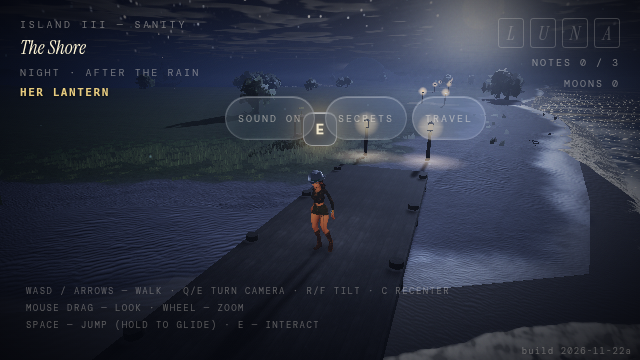 ISLAND III — SANITY
The Shore
NIGHT · AFTER THE RAIN
HER LANTERN
LUNA
NOTES 0 / 3
MOONS 0
SOUND ON
E
SECRETS
TRAVEL
WASD / ARROWS — WALK · Q/E TURN CAMERA · R/F TILT · C RECENTER
MOUSE DRAG — LOOK · WHEEL — ZOOM
SPACE — JUMP (HOLD TO GLIDE) · E — INTERACT
build 2026-11-22a